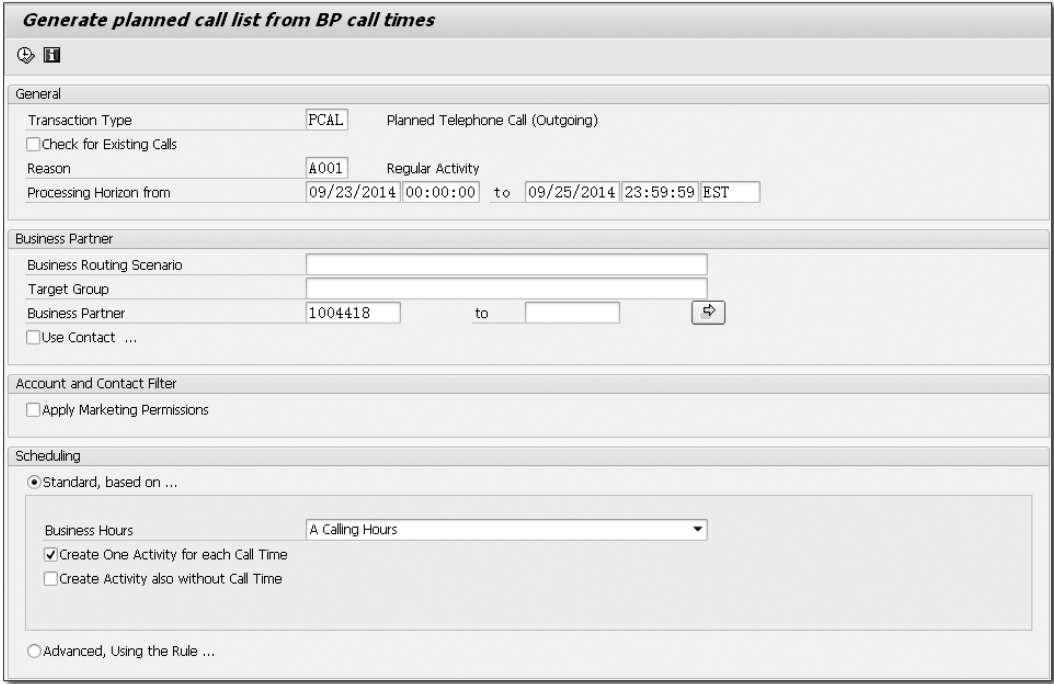 Generate planned call list from BP call times
General
Transaction Type PCAL Planned Telephone Call (Outgoing)
Check for Existing Calls
Reason A001 Regular Activity
Processing Horizon from 09/23/2014 00:00:00 to 09/25/2014 23:59:59 EST
Business Partner
Business Routing Scenario
Target Group
Business Partner 1004418 to
Use Contact ...
Account and Contact Filter
Apply Marketing Permissions
Scheduling
Standard, based on ...
Business Hours A Calling Hours
Create One Activity for each Call Time
Create Activity also without Call Time
Advanced, Using the Rule ...